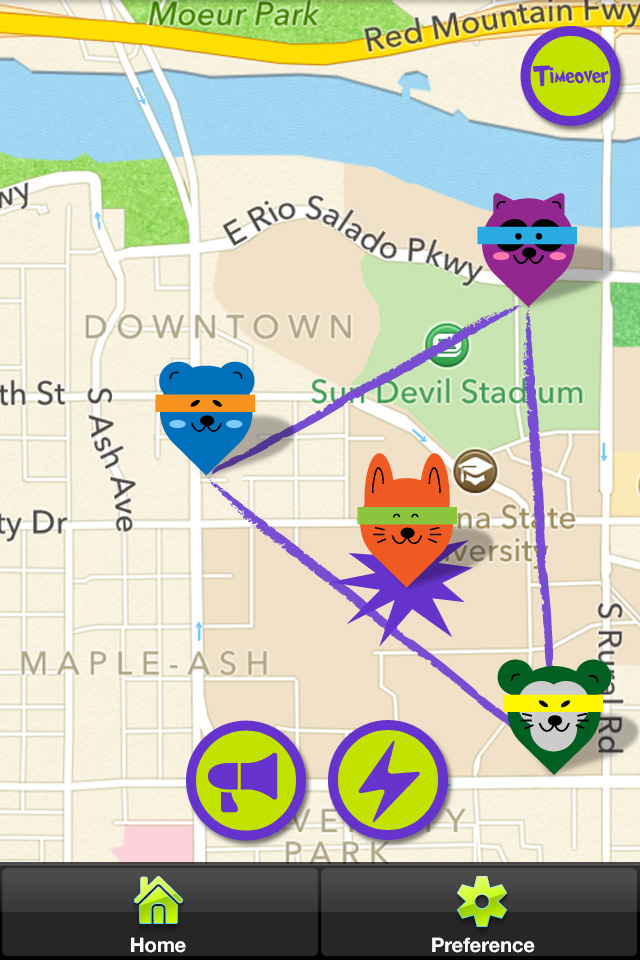 Moeur Park
Red Mountain Fwy
Timeover
wy
E Rio Salado Pkwy
DOWNTOWN
th St
Sun Devil Stadium
S Ash Ave
ty Dr
na State
versity
MAPLE-ASH
S Rural Rd
VERSITY
PARK
Home
Preference